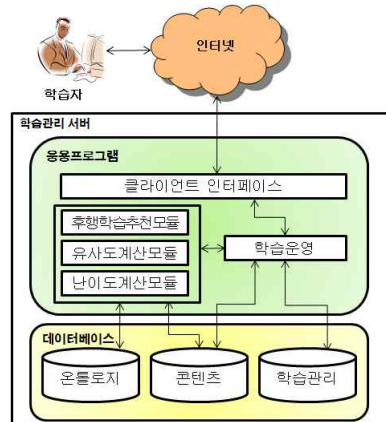 인터넷
학습자
학습관리 서버
응용프로그램
클라이언트 인터페이스
후행학습추천모듈
유사도계산모듈
난이도계산모듈
학습운영
데이터베이스
온톨로지
콘텐츠
학습관리